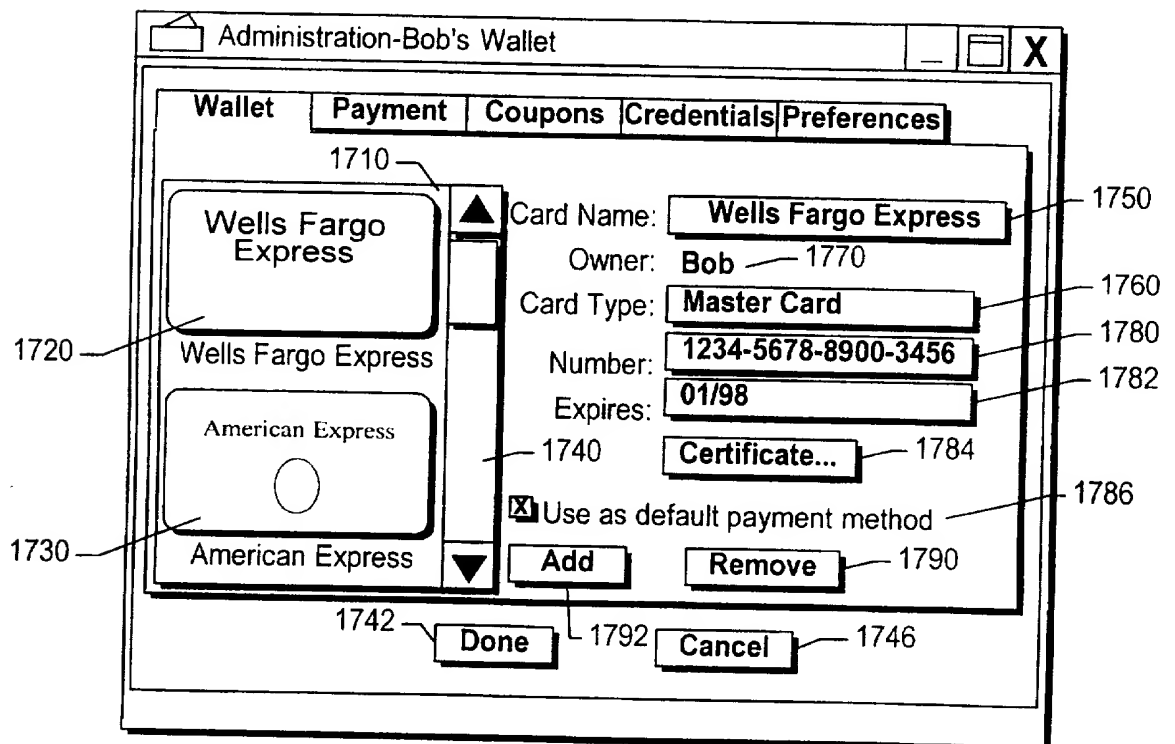 Administration-Bob's Wallet
_ X
Wallet Payment Coupons Credentials Preferences
1710
Wells Fargo
Express
1720
Wells Fargo Express
American Express
1730
American Express
1740
Card Name: Wells Fargo Express 1750
Owner: Bob 1770
Card Type: Master Card 1760
Number: 1234-5678-8900-3456 1780
Expires: 01/98 1782
Certificate... 1784
X Use as default payment method 1786
Add Remove 1790
1742 Done 1792 Cancel 1746